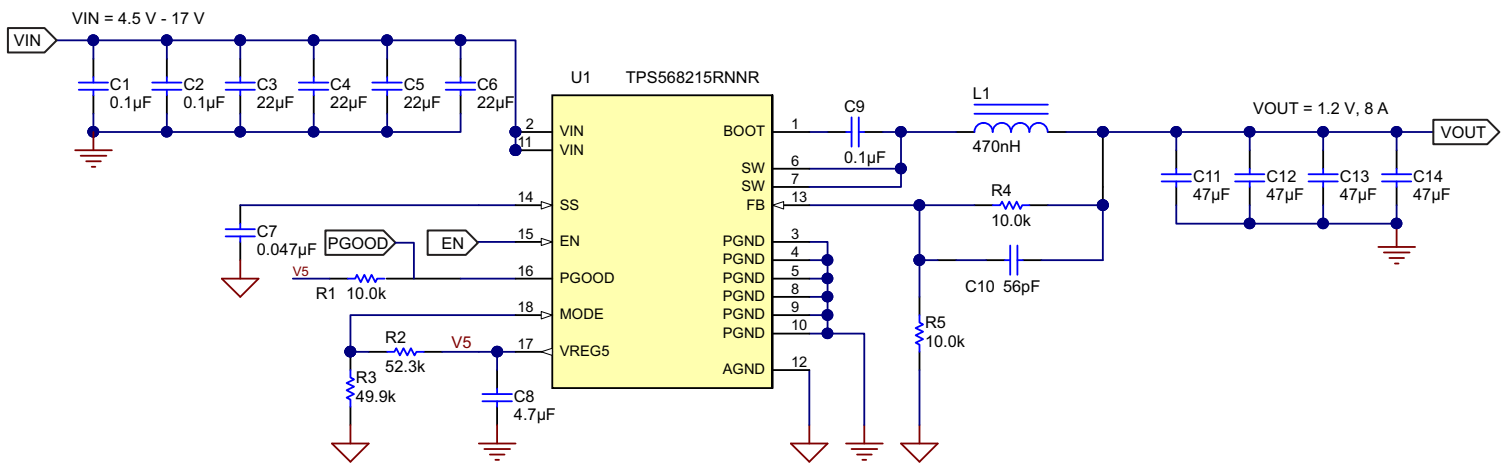 VIN = 4.5 V - 17 V
VIN
C1
0.1µF
C2
0.1µF
C3
22µF
C4
22µF
C5
22µF
C6
22µF
U1 TPS568215RNNR
2 VIN
11 VIN
14 SS
15 EN
16 PGOOD
18 MODE
17 VREG5
BOOT 1
SW 6
SW 7
FB 13
PGND 3
PGND 4
PGND 5
PGND 8
PGND 9
PGND 10
AGND 12
C7
0.047µF
PGOOD
EN
V5
R1 10.0k
R2
52.3k
V5
R3
49.9k
C8
4.7µF
C9
0.1µF
L1
470nH
R4
10.0k
C10 56pF
R5
10.0k
VOUT = 1.2 V, 8 A
VOUT
C11
47µF
C12
47µF
C13
47µF
C14
47µF